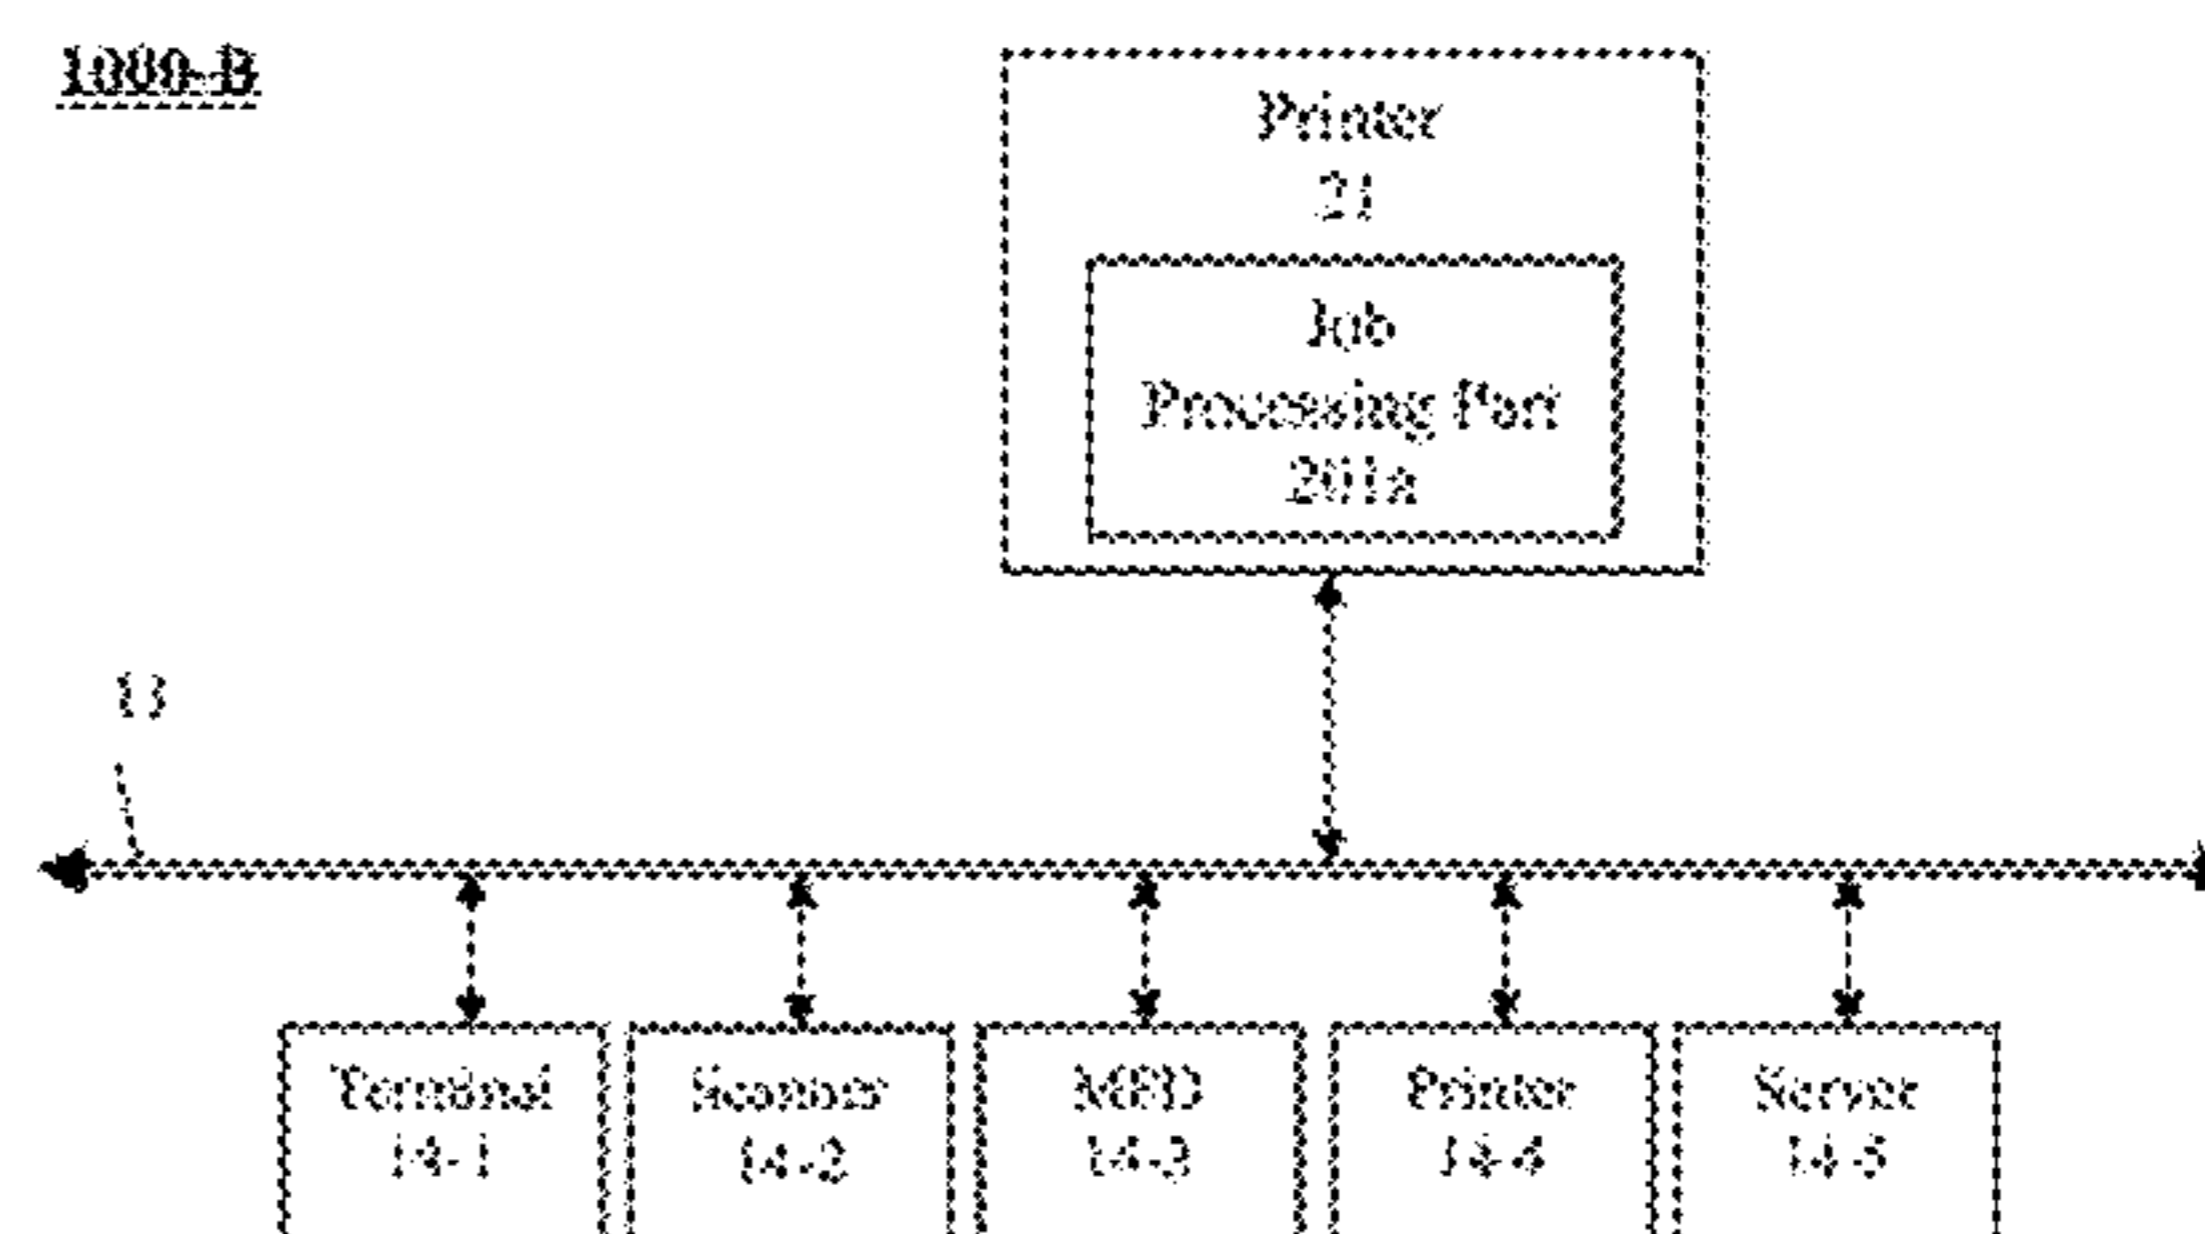 1000-B
Printer
21
Job
Processing Part
201a
13
Terminal
14-1
Scanner
14-2
MFD
14-3
Printer
14-4
Server
14-5